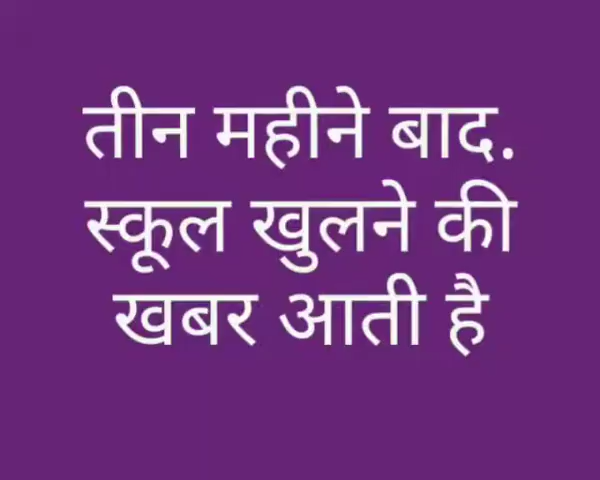 तीन महीने बाद.
स्कूल खुलने की
खबर आती है